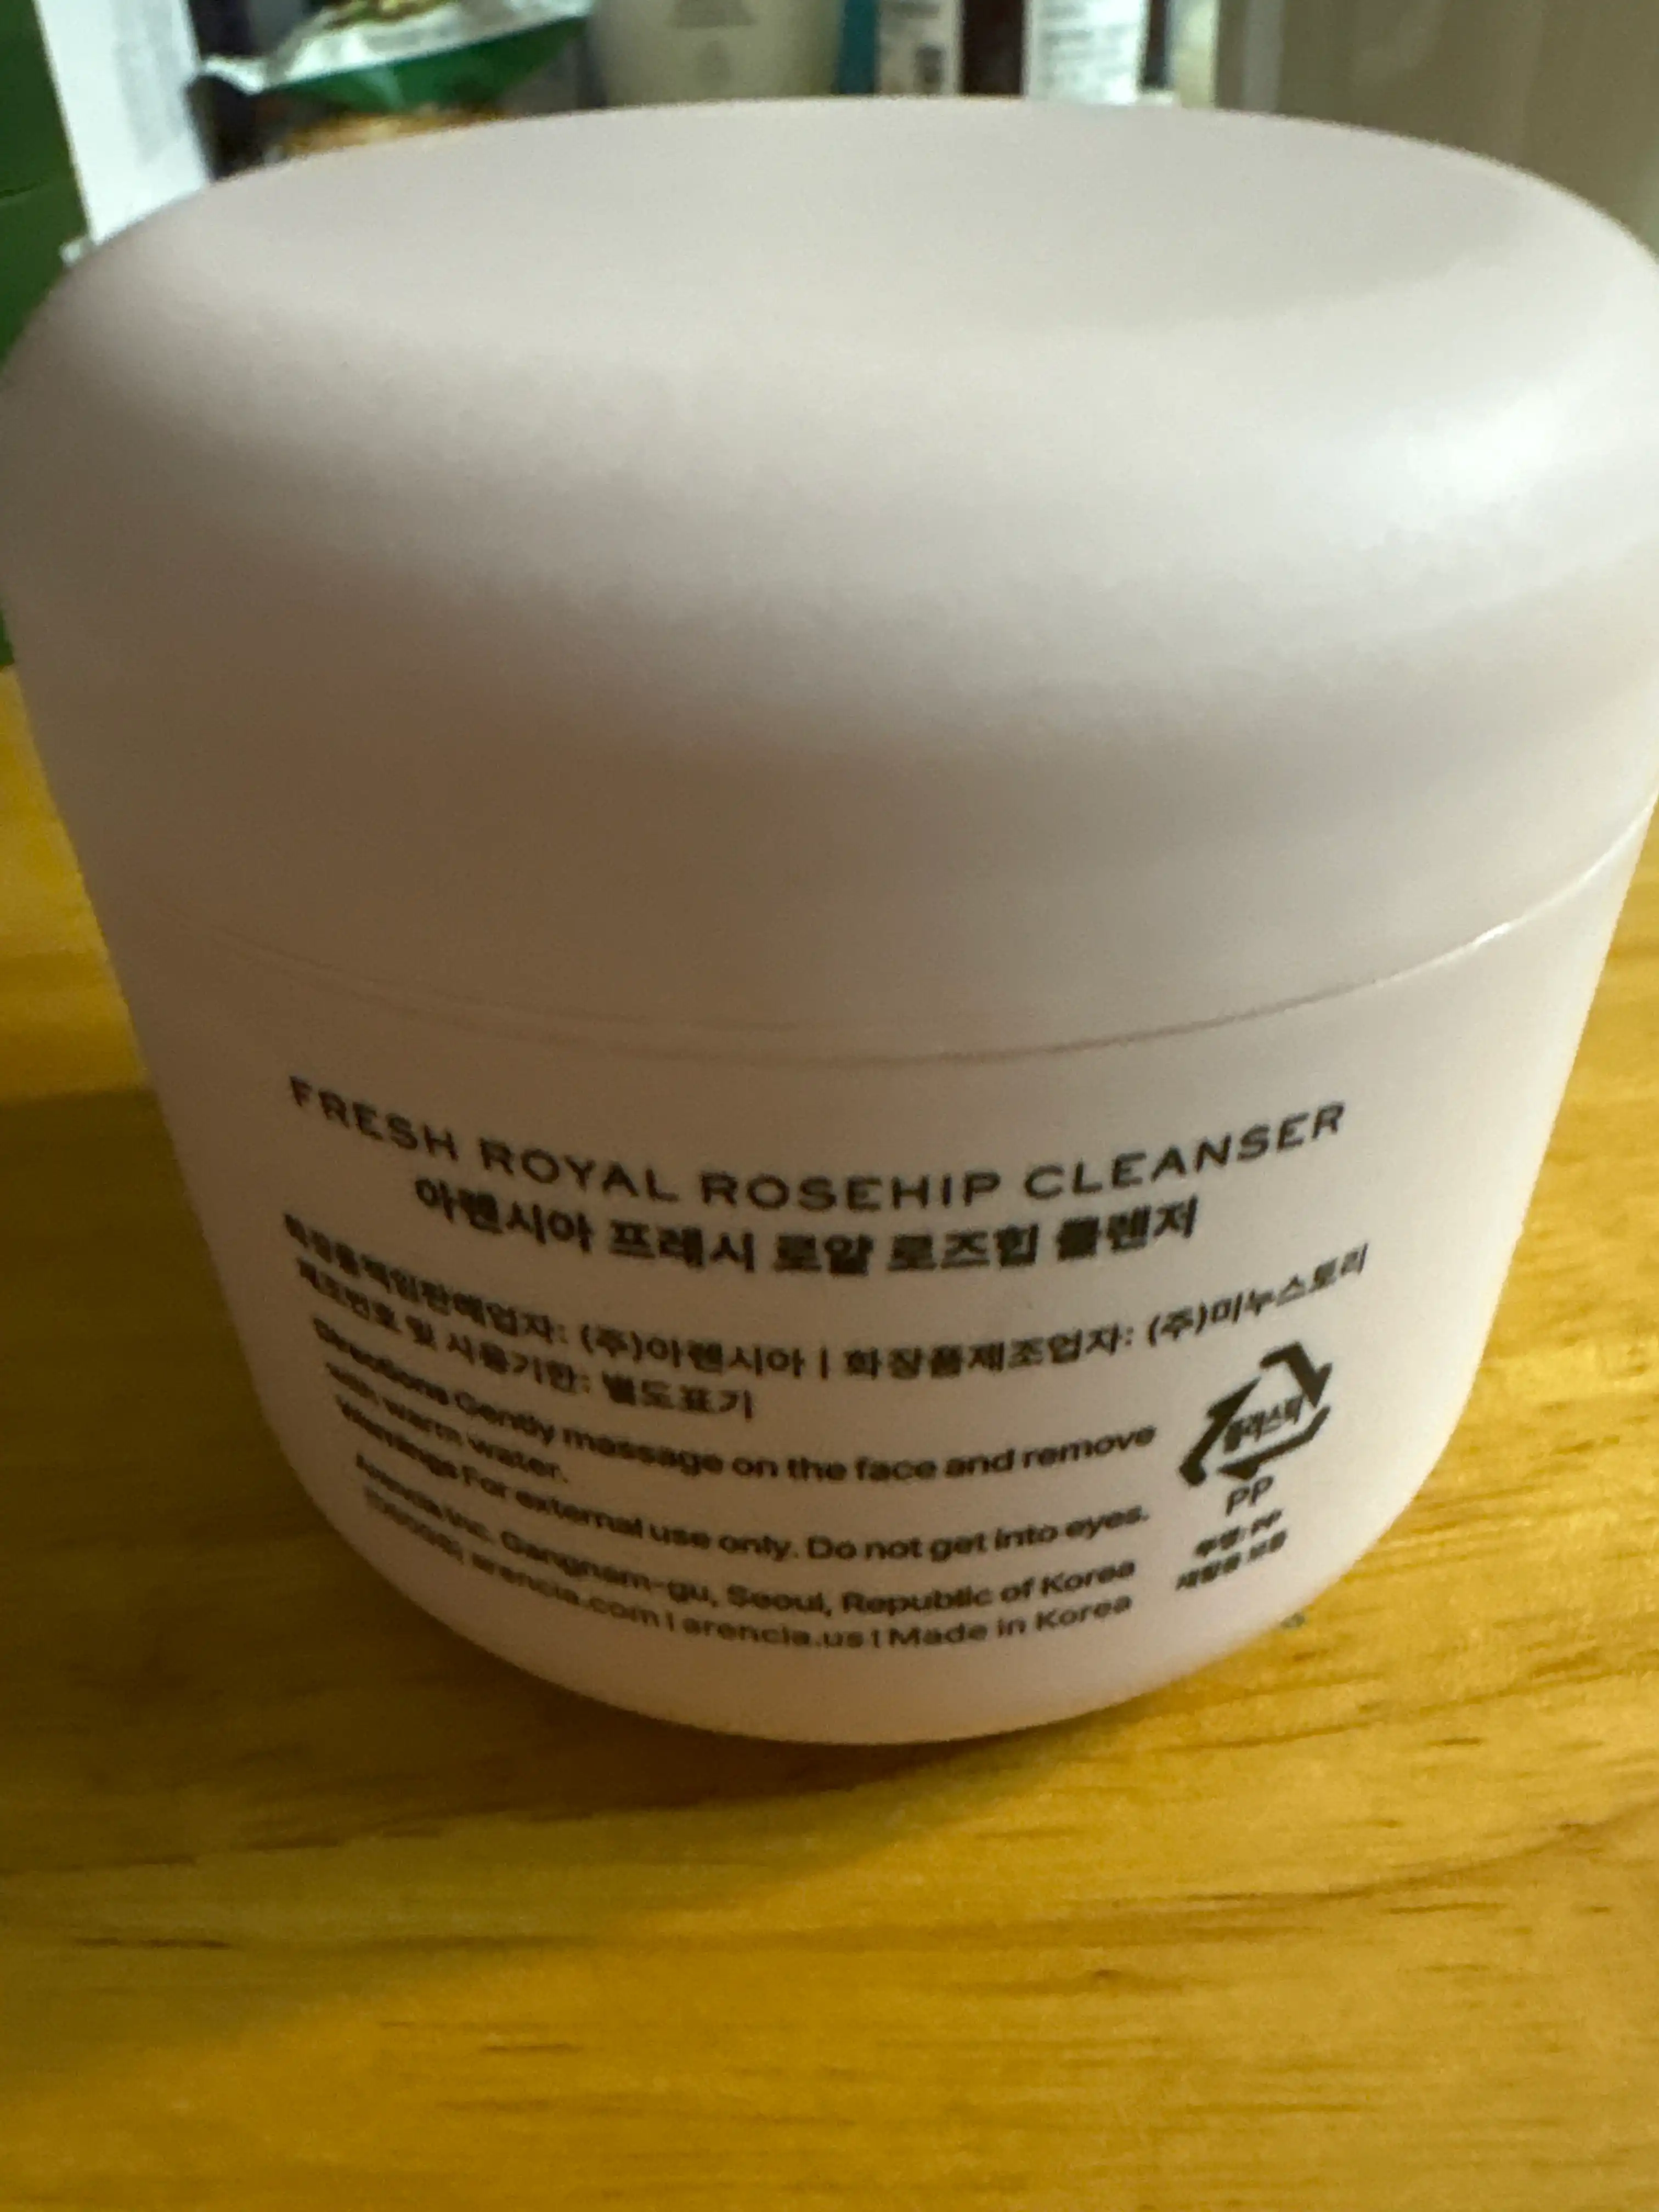 FRESH ROYAL ROSEHIP CLEANSER
아렌시아 프레시 로얄 로즈힙 클렌저
화장품책임판매업자: (주)아렌시아 | 화장품제조업자: (주)미누스토리
제조번호 및 사용기한: 별도표기
Directions Gently massage on the face and remove
with warm water.
Warnings For external use only. Do not get into eyes.
Arencia Inc. Gangnam-gu, Seoul, Republic of Korea
arencia.com | arencia.us | Made in Korea
플라스틱
PP
뚜껑: PP